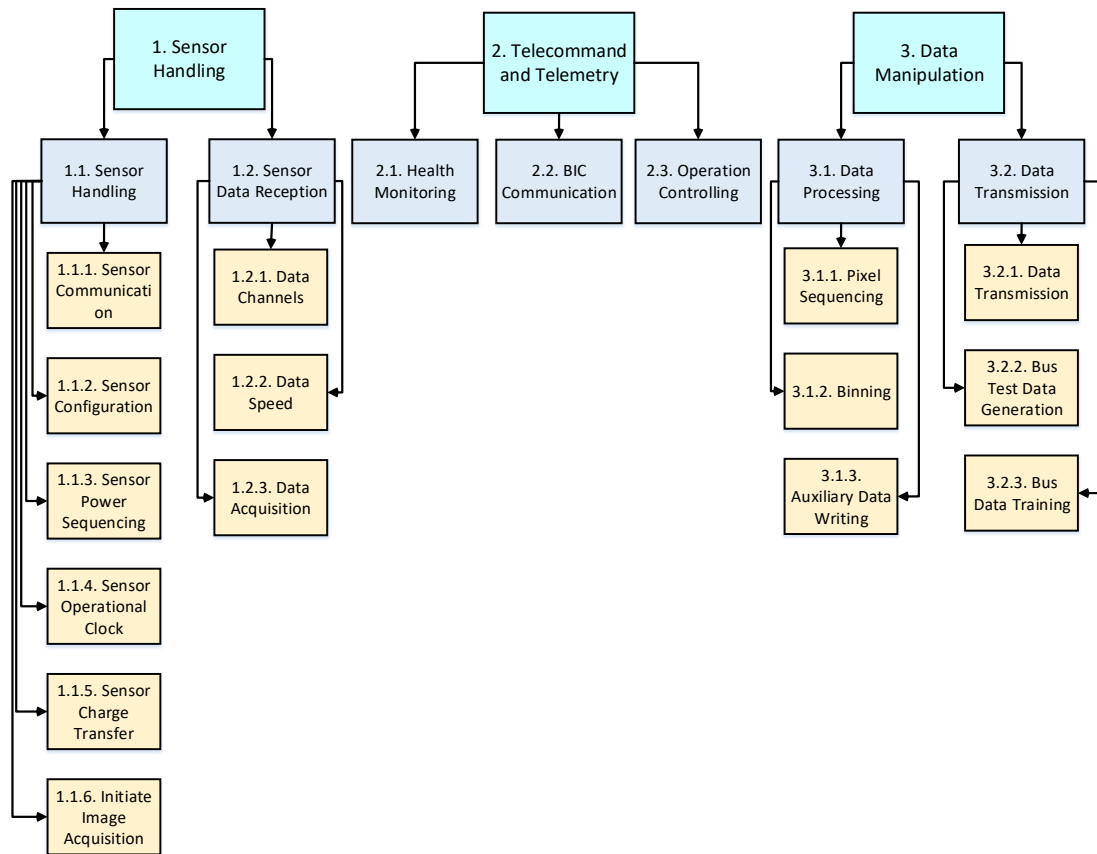 1. Sensor
Handling
2. Telecommand
and Telemetry
3. Data
Manipulation
1.1. Sensor
Handling
1.2. Sensor
Data Reception
2.1. Health
Monitoring
2.2. BIC
Communication
2.3. Operation
Controlling
3.1. Data
Processing
3.2. Data
Transmission
1.1.1. Sensor
Communicati
on
1.2.1. Data
Channels
3.1.1. Pixel
Sequencing
3.2.1. Data
Transmission
1.1.2. Sensor
Configuration
1.2.2. Data
Speed
3.1.2. Binning
3.2.2. Bus
Test Data
Generation
1.1.3. Sensor
Power
Sequencing
1.2.3. Data
Acquisition
3.1.3.
Auxiliary Data
Writing
3.2.3. Bus
Data Training
1.1.4. Sensor
Operational
Clock
1.1.5. Sensor
Charge
Transfer
1.1.6. Initiate
Image
Acquisition